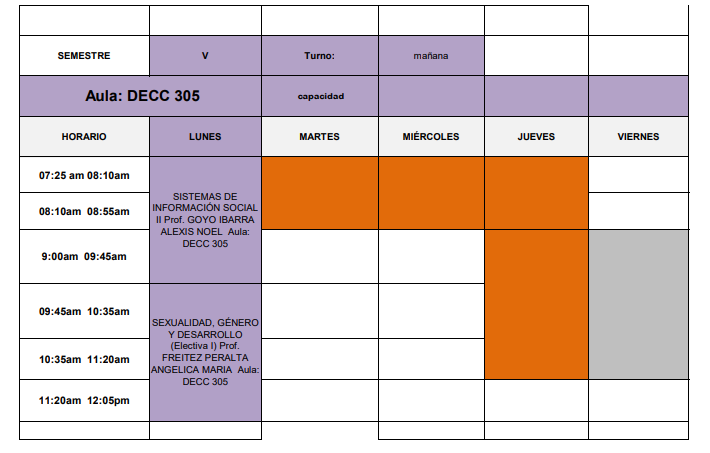 SEMESTRE V Turno: mañana
Aula: DECC 305 capacidad
HORARIO LUNES MARTES MIÉRCOLES JUEVES VIERNES
07:25 am 08:10am
08:10am 08:55am
9:00am 09:45am
SISTEMAS DE
INFORMACIÓN SOCIAL
II Prof. GOYO IBARRA
ALEXIS NOEL Aula:
DECC 305
09:45am 10:35am
10:35am 11:20am
11:20am 12:05pm
SEXUALIDAD, GÉNERO
Y DESARROLLO
(Electiva I) Prof.
FREITEZ PERALTA
ANGELICA MARIA Aula:
DECC 305